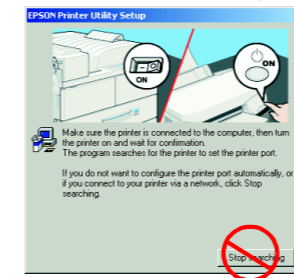 EPSON Printer Utility Setup
ON
ON
Make sure the printer is connected to the computer, then turn
the printer on and wait for confirmation.
The program searches for the printer to set the printer port.
If you do not want to configure the printer port automatically, or
if you connect to your printer via a network, click Stop
searching.
Stop searching